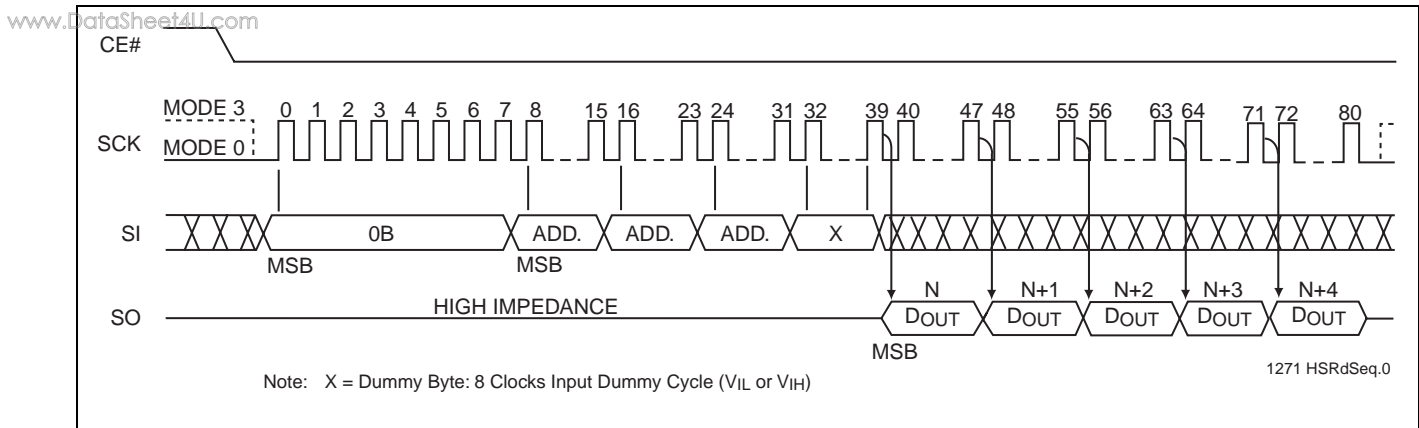 www.DataSheet4U.com
CE#
MODE 3 0 1 2 3 4 5 6 7 8 15 16 23 24 31 32 39 40 47 48 55 56 63 64 71 72 80
SCK
MODE 0
SI 0B ADD. ADD. ADD. X
MSB MSB
N N+1 N+2 N+3 N+4
SO HIGH IMPEDANCE DOUT DOUT DOUT DOUT DOUT
MSB
1271 HSRdSeq.0
Note: X = Dummy Byte: 8 Clocks Input Dummy Cycle (VIL or VIH)